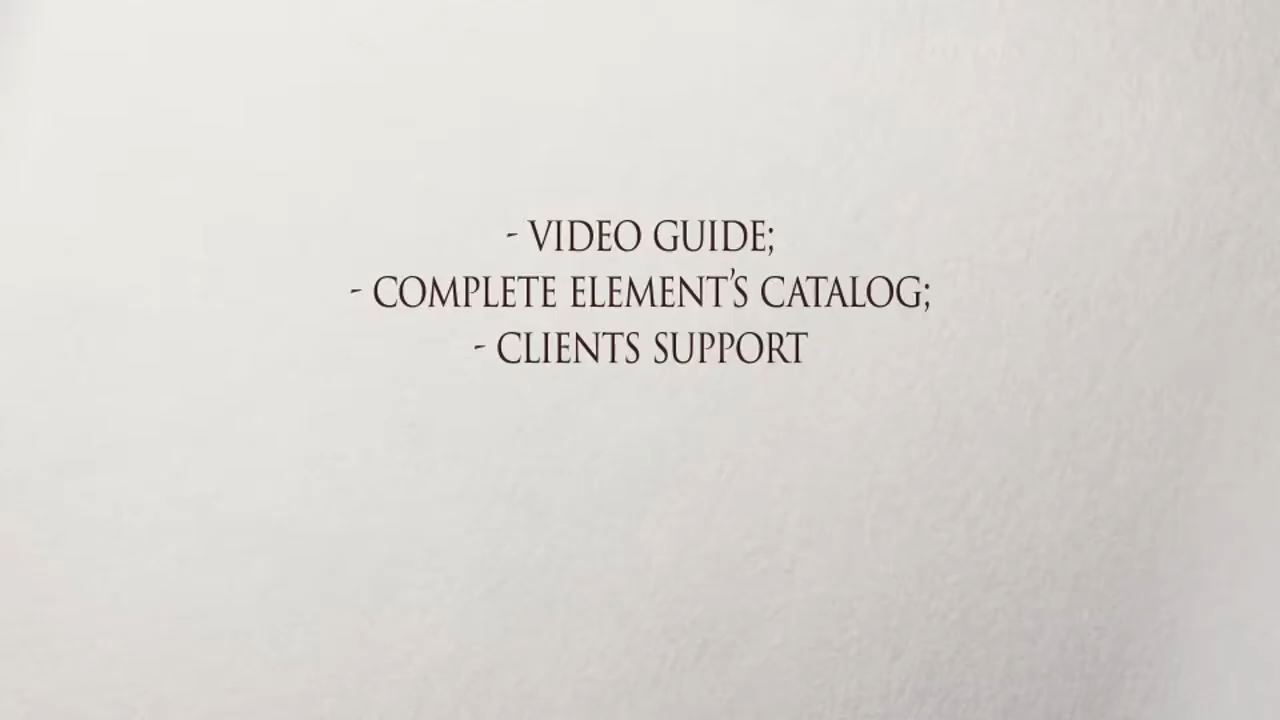 - VIDEO GUIDE;
- COMPLETE ELEMENT'S CATALOG;
- CLIENTS SUPPORT